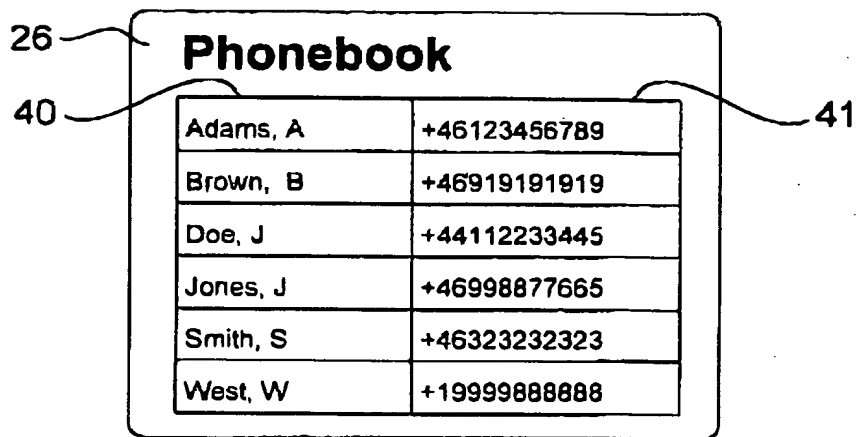 26
Phonebook
40
41
Adams, A +46123456789
Brown, B +46919191919
Doe, J +44112233445
Jones, J +46998877665
Smith, S +46323232323
West, W +19999888888